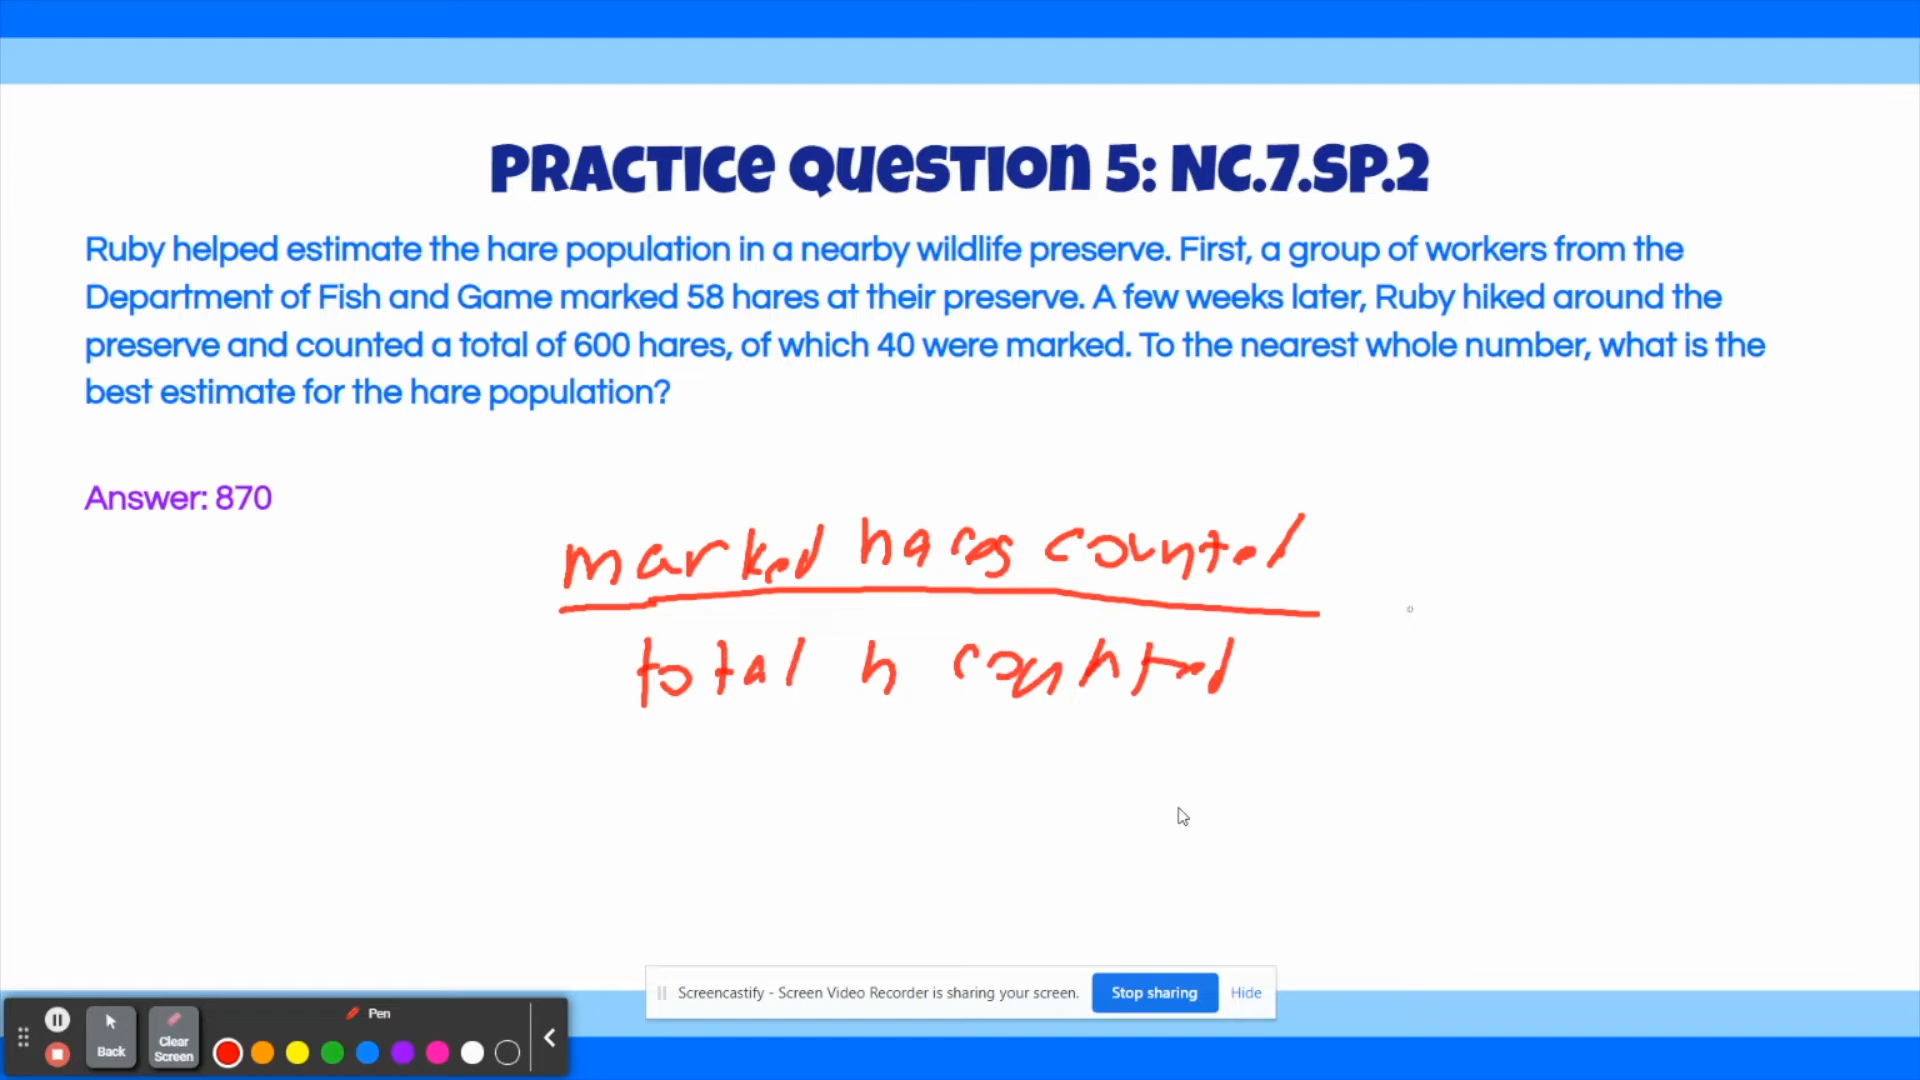 PRACTICE QUESTION 5: NC.7.SP.2
Ruby helped estimate the hare population in a nearby wildlife preserve. First, a group of workers from the
Department of Fish and Game marked 58 hares at their preserve. A few weeks later, Ruby hiked around the
preserve and counted a total of 600 hares, of which 40 were marked. To the nearest whole number, what is the
best estimate for the hare population?
Answer: 870
marked hares counted
total h counted
Screencastify - Screen Video Recorder is sharing your screen.
Stop sharing
Hide
Pen
Back
Clear
Screen